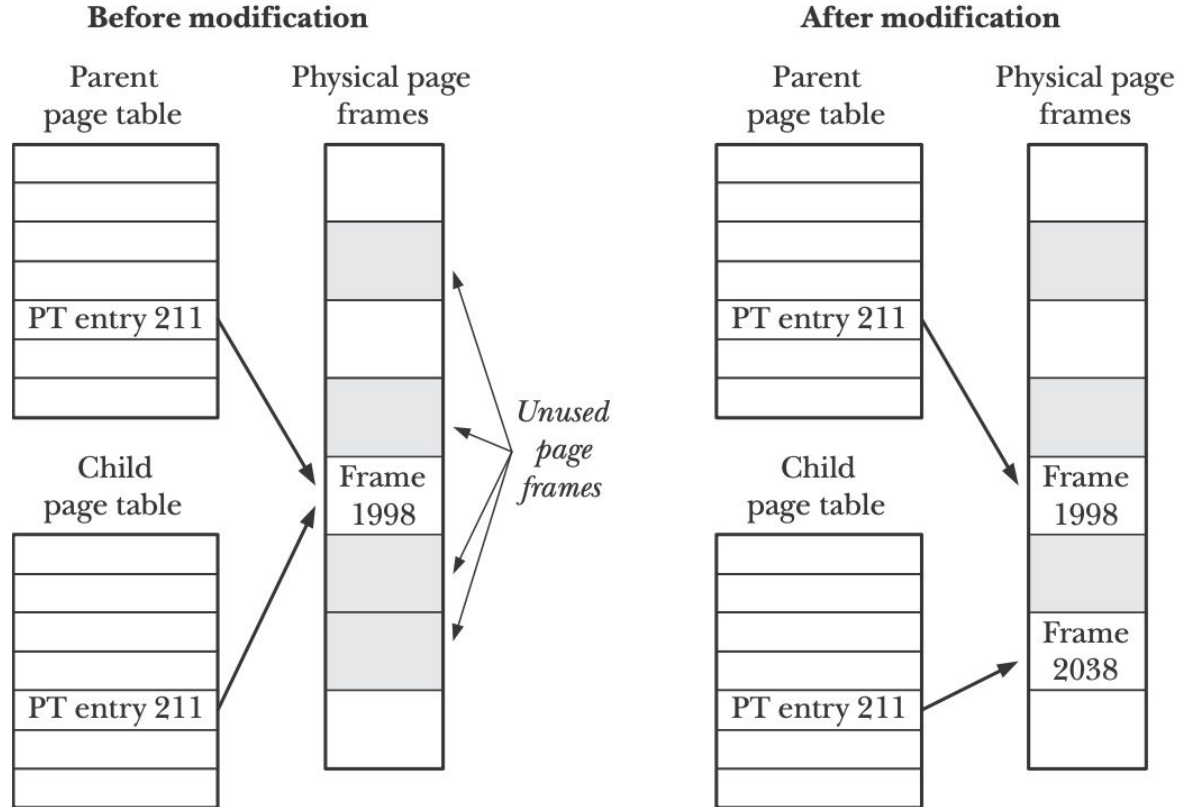 Before modification
Parent
page table
Physical page
frames
PT entry 211
Child
page table
PT entry 211
Frame
1998
Unused
page
frames
After modification
Parent
page table
Physical page
frames
PT entry 211
Child
page table
PT entry 211
Frame
1998
Frame
2038